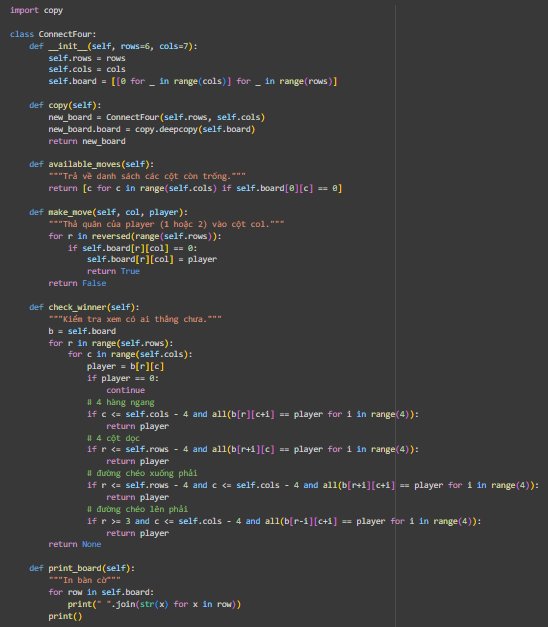 import copy

class ConnectFour:
    def __init__(self, rows=6, cols=7):
        self.rows = rows
        self.cols = cols
        self.board = [[0 for _ in range(cols)] for _ in range(rows)]

    def copy(self):
        new_board = ConnectFour(self.rows, self.cols)
        new_board.board = copy.deepcopy(self.board)
        return new_board

    def available_moves(self):
        """Trả về danh sách các cột còn trống."""
        return [c for c in range(self.cols) if self.board[0][c] == 0]

    def make_move(self, col, player):
        """Thả quân của player (1 hoặc 2) vào cột col."""
        for r in reversed(range(self.rows)):
            if self.board[r][col] == 0:
                self.board[r][col] = player
                return True
        return False

    def check_winner(self):
        """Kiểm tra xem có ai thắng chưa."""
        b = self.board
        for r in range(self.rows):
            for c in range(self.cols):
                player = b[r][c]
                if player == 0:
                    continue
                # 4 hàng ngang
                if c <= self.cols - 4 and all(b[r][c+i] == player for i in range(4)):
                    return player
                # 4 cột dọc
                if r <= self.rows - 4 and all(b[r+i][c] == player for i in range(4)):
                    return player
                # đường chéo xuống phải
                if r <= self.rows - 4 and c <= self.cols - 4 and all(b[r+i][c+i] == player for i in range(4)):
                    return player
                # đường chéo lên phải
                if r >= 3 and c <= self.cols - 4 and all(b[r-i][c+i] == player for i in range(4)):
                    return player
        return None

    def print_board(self):
        """In bàn cờ"""
        for row in self.board:
            print(" ".join(str(x) for x in row))
        print()